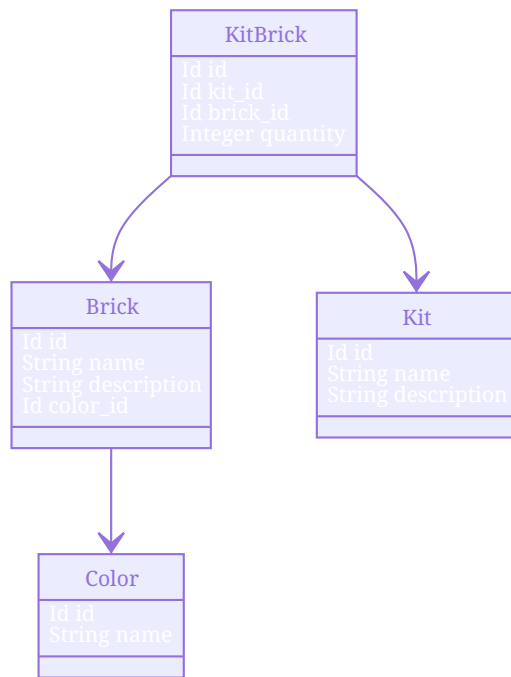 KitBrick
Id id
Id kit_id
Id brick_id
Integer quantity
Brick
Id id
String name
String description
Id color_id
Kit
Id id
String name
String description
Color
Id id
String name